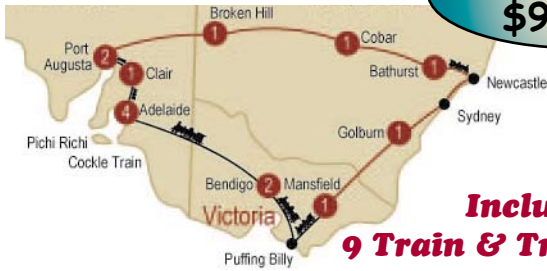 $9
Broken Hill
1
Cobar
1
Port
Augusta
2
1
Clair
Bathurst
1
Newcastle
4
Adelaide
Sydney
Golburn
1
Pichi Richi
Cockle Train
Bendigo
2
Mansfield
1
Victoria
Puffing Billy
Inclu
9 Train & Tr